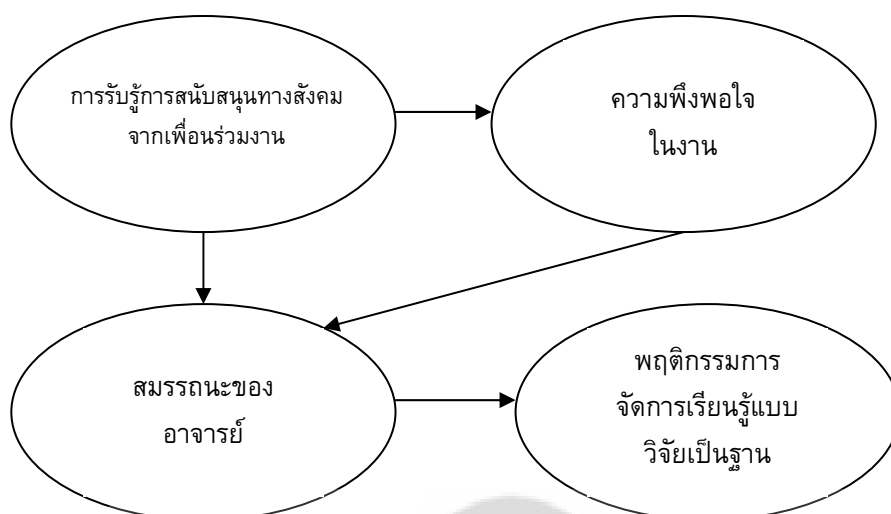 การรับรู้การสนับสนุนทางสังคม
จากเพื่อนร่วมงาน
ความพึงพอใจ
ในงาน
สมรรถนะของ
อาจารย์
พฤติกรรมการ
จัดการเรียนรู้แบบ
วิจัยเป็นฐาน